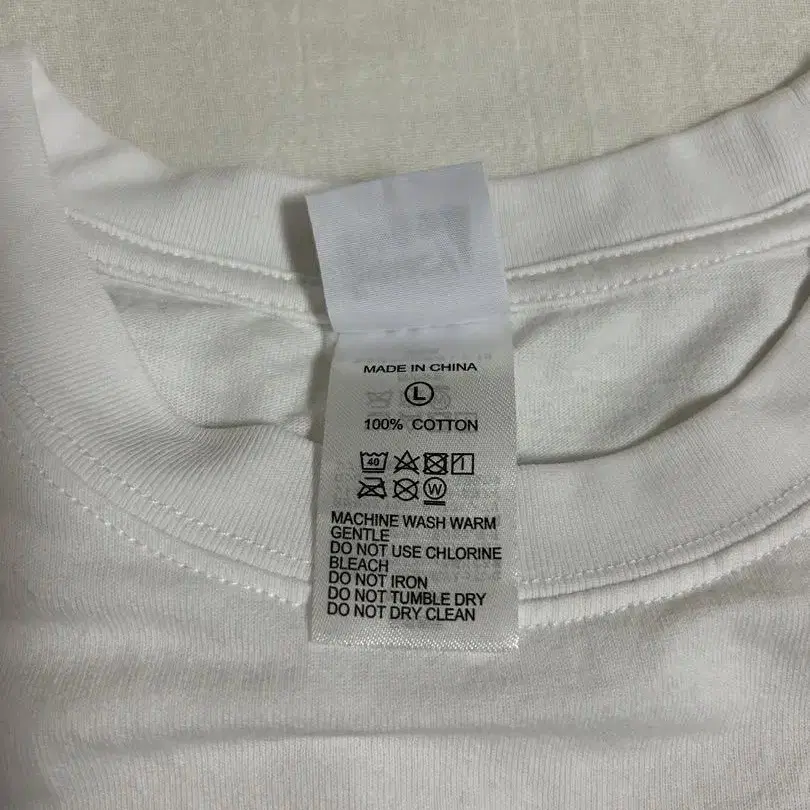 MADE IN CHINA
L
100% COTTON
40
W
MACHINE WASH WARM
GENTLE
DO NOT USE CHLORINE
BLEACH
DO NOT IRON
DO NOT TUMBLE DRY
DO NOT DRY CLEAN